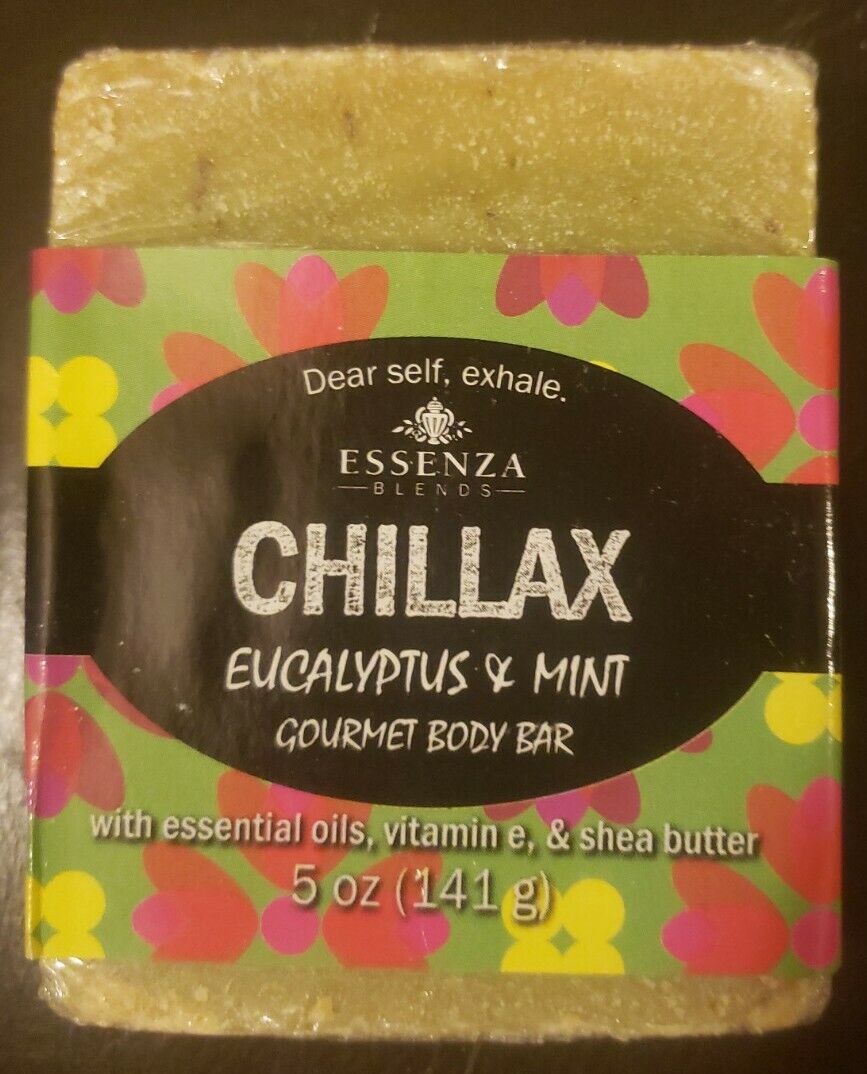 Dear self, exhale.
ESSENZA
BLENDS
CHILLAX
EUCALYPTUS & MINT
GOURMET BODY BAR
with essential oils, vitamin e, & shea butter
5 oz (141 g)